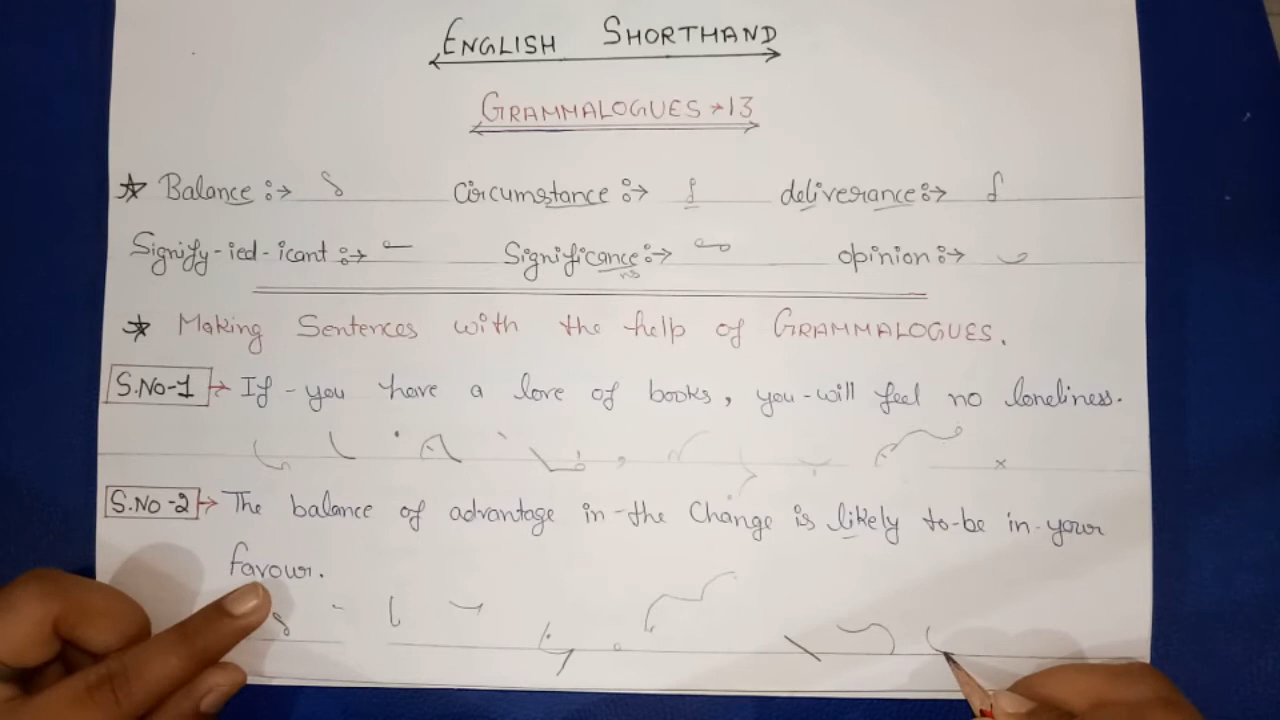 ENGLISH SHORTHAND
GRAMMALOGUES → 13
☆ Balance :→ Circumstance :→ deliverance :→
Signify-ied-icant :→ Significance :→ opinion :→
ns
☆ Making Sentences with the help of GRAMMALOGUES.
S.No-1 → If-you have a love of books, you-will feel no loneliness.
S.No-2 → The balance of advantage in-the Change is likely to-be in-your
favour.